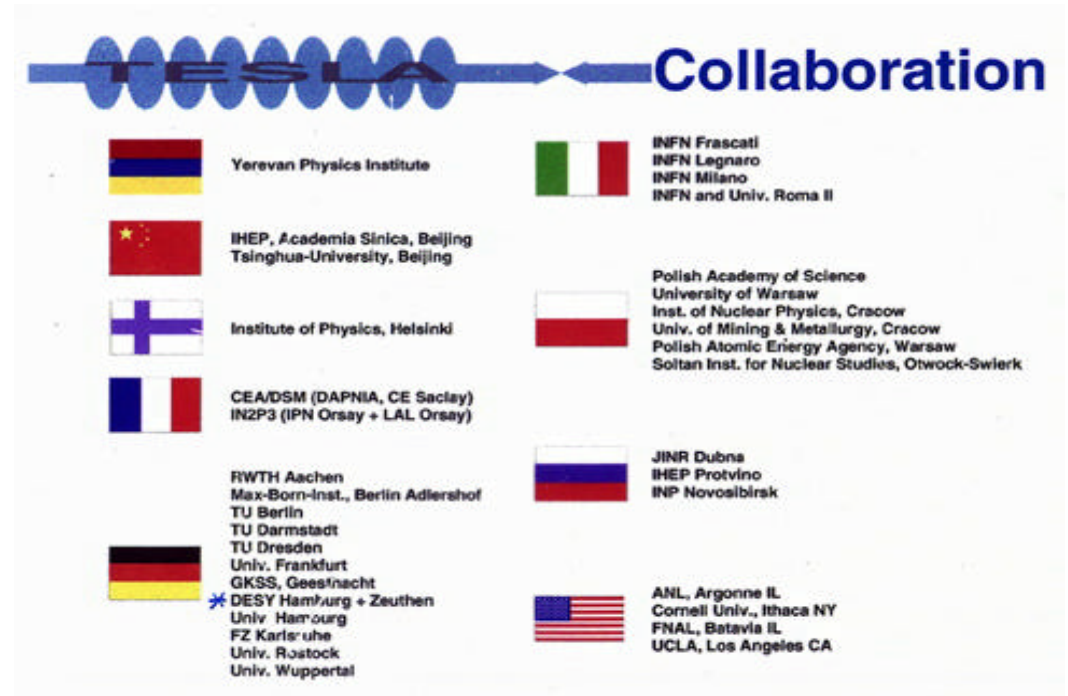 TESLA Collaboration
Yerevan Physics Institute
IHEP, Academia Sinica, Beijing
Tsinghua-University, Beijing
Institute of Physics, Helsinki
CEA/DSM (DAPNIA, CE Saclay)
IN2P3 (IPN Orsay + LAL Orsay)
RWTH Aachen
Max-Born-Inst., Berlin Adlershof
TU Berlin
TU Darmstadt
TU Dresden
Univ. Frankfurt
GKSS, Geesthacht
* DESY Hamburg + Zeuthen
Univ Hamburg
FZ Karlsruhe
Univ. Rostock
Univ. Wuppertal
INFN Frascati
INFN Legnaro
INFN Milano
INFN and Univ. Roma II
Polish Academy of Science
University of Warsaw
Inst. of Nuclear Physics, Cracow
Univ. of Mining & Metallurgy, Cracow
Polish Atomic Energy Agency, Warsaw
Soltan Inst. for Nuclear Studies, Otwock-Swierk
JINR Dubna
IHEP Protvino
INP Novosibirsk
ANL, Argonne IL
Cornell Univ., Ithaca NY
FNAL, Batavia IL
UCLA, Los Angeles CA